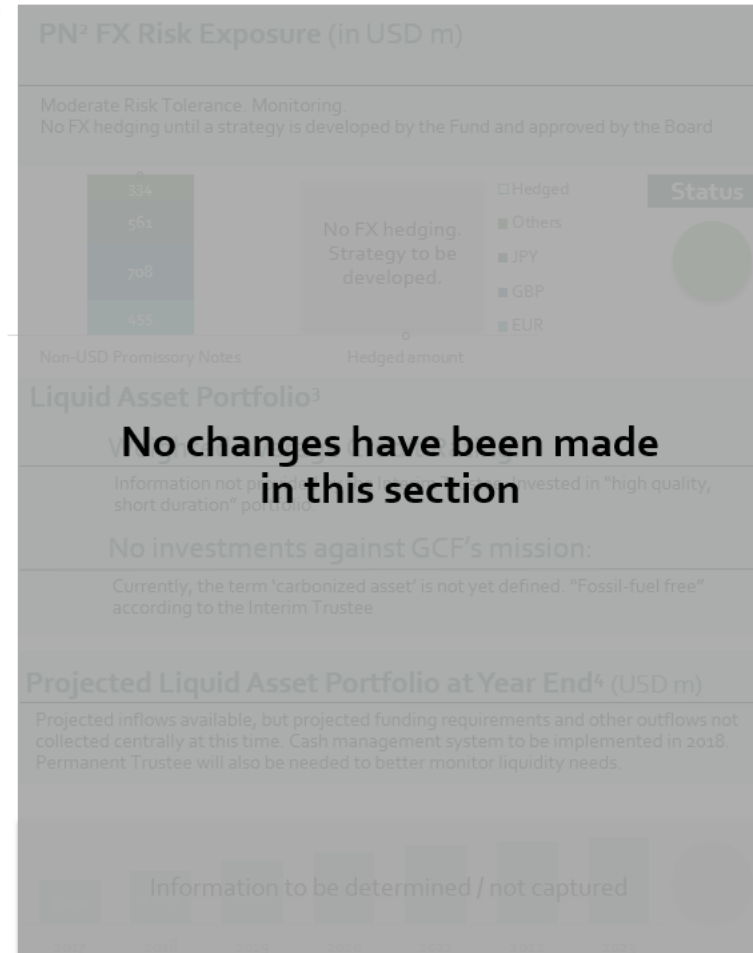 PN² FX Risk Exposure (in USD m)
Moderate Risk Tolerance. Monitoring.
No FX hedging until a strategy is developed by the Fund and approved by the Board
334
561
708
455
No FX hedging.
Strategy to be
developed.
Hedged
Others
JPY
GBP
EUR
Status
Non-USD Promissory Notes
Hedged amount
Liquid Asset Portfolio³
No changes have been made
in this section
Information not Invested in "high quality,
short duration" portfolio.
No investments against GCF's mission:
Currently, the term 'carbonized asset' is not yet defined. "Fossil-fuel free"
according to the Interim Trustee
Projected Liquid Asset Portfolio at Year End⁴ (USD m)
Projected inflows available, but projected funding requirements and other outflows not
collected centrally at this time. Cash management system to be implemented in 2018.
Permanent Trustee will also be needed to better monitor liquidity needs.
Information to be determined / not captured